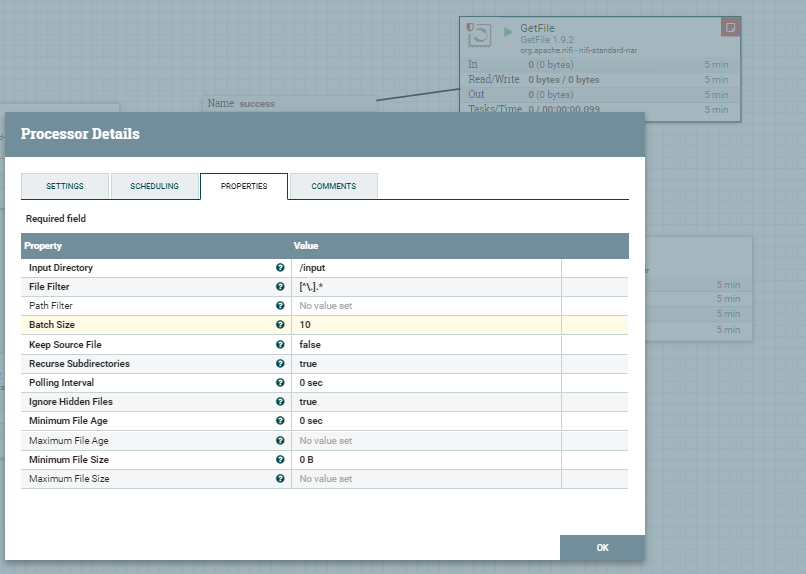 GetFile
GetFile 1.9.2
org.apache.nifi - nifi-standard-nar
In 0 (0 bytes) 5 min
Read/Write 0 bytes / 0 bytes 5 min
Out 0 (0 bytes) 5 min
Tasks/Time 0 / 00:00:00.099 5 min
Name success
Processor Details
SETTINGS SCHEDULING PROPERTIES COMMENTS
Required field
Property Value
Input Directory /input
File Filter [^\.].*
Path Filter No value set
Batch Size 10
Keep Source File false
Recurse Subdirectories true
Polling Interval 0 sec
Ignore Hidden Files true
Minimum File Age 0 sec
Maximum File Age No value set
Minimum File Size 0 B
Maximum File Size No value set
OK
5 min
5 min
5 min
5 min